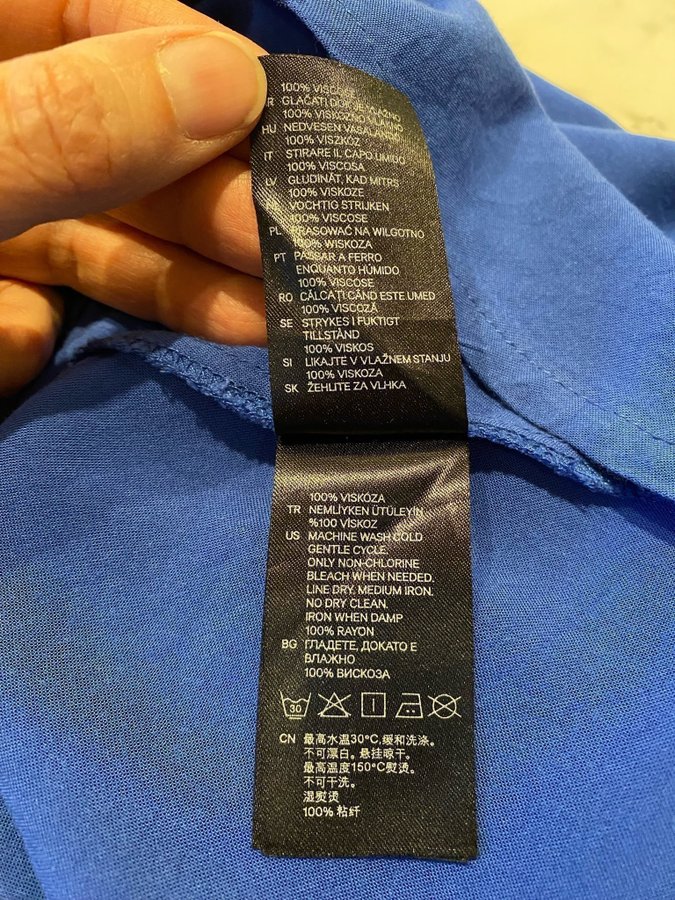 100% VISCOSE
GLAČATI DOK JE VLAŽNO
100% VISKOZNO VLAKNO
HU NEDVESEN VASALANDÓ
100% VISZKÓZ
IT STIRARE IL CAPO UMIDO
100% VISCOSA
LV GLUDINĀT, KAD MITRS
100% VISKOZE
VOCHTIG STRIJKEN
100% VISCOSE
PL PRASOWAĆ NA WILGOTNO
100% WISKOZA
PT PASSAR A FERRO
ENQUANTO HÚMIDO
100% VISCOSE
RO CĂLCAȚI CÂND ESTE UMED
100% VISCOZĂ
SE STRYKES I FUKTIGT
TILLSTÅND
100% VISKOS
SI LIKAJTE V VLAŽNEM STANJU
100% VISKOZA
SK ŽEHLITE ZA VLHKA
100% VISKÓZA
TR NEMLİYKEN ÜTÜLEYİN
%100 VİSKOZ
US MACHINE WASH COLD
GENTLE CYCLE.
ONLY NON-CHLORINE
BLEACH WHEN NEEDED.
LINE DRY. MEDIUM IRON.
NO DRY CLEAN.
IRON WHEN DAMP
100% RAYON
BG ГЛАДЕТЕ, ДОКАТО Е
ВЛАЖНО
100% ВИСКОЗА
30
CN 最高水温30°C,缓和洗涤。
不可漂白。悬挂晾干。
最高温度150°C熨烫。
不可干洗。
湿熨烫
100% 粘纤